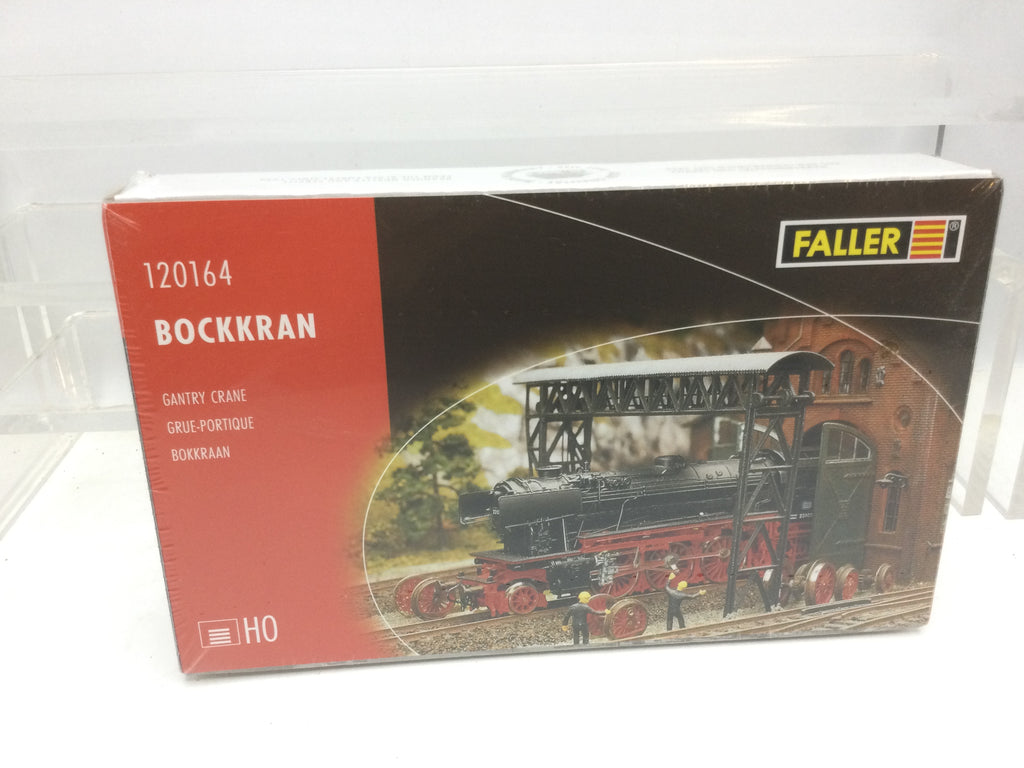 120164
BOCKKRAN
GANTRY CRANE
GRUE-PORTIQUE
BOKKRAAN
H0
FALLER®